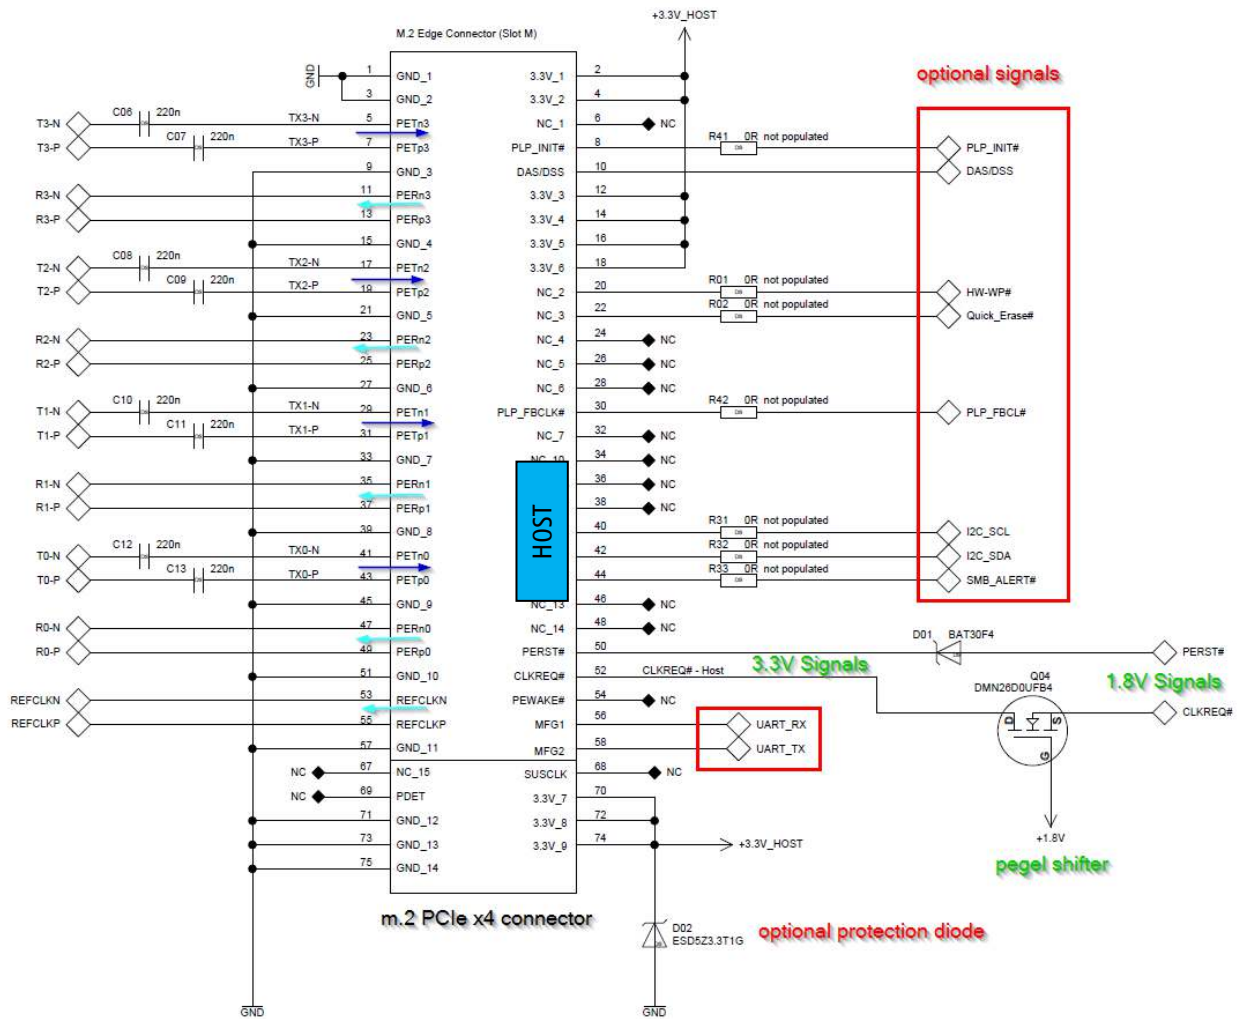 +3.3V_HOST
M.2 Edge Connector (Slot M)
optional signals
GND 1 GND_1 3.3V_1 2
3 GND_2 3.3V_2 4
T3-N C06 220n TX3-N 5 PETn3 NC_1 6 NC
T3-P C07 220n TX3-P 7 PETp3 PLP_INIT# 8 R41 0R not populated PLP_INIT#
9 GND_3 DAS/DSS 10 DAS/DSS
R3-N 11 PERn3 3.3V_3 12
R3-P 13 PERp3 3.3V_4 14
15 GND_4 3.3V_5 16
T2-N C08 220n TX2-N 17 PETn2 3.3V_6 18
T2-P C09 220n TX2-P 19 PETp2 NC_2 20 R01 0R not populated HW-WP#
21 GND_5 NC_3 22 R02 0R not populated Quick_Erase#
R2-N 23 PERn2 NC_4 24 NC
R2-P 25 PERp2 NC_5 26 NC
27 GND_6 NC_6 28 NC
T1-N C10 220n TX1-N 29 PETn1 PLP_FBCLK# 30 R42 0R not populated PLP_FBCL#
T1-P C11 220n TX1-P 31 PETp1 NC_7 32 NC
33 GND_7 NC_10 34 NC
R1-N 35 PERn1 36 NC
R1-P 37 PERp1 38 NC
HOST
39 GND_8 40 R31 0R not populated I2C_SCL
T0-N C12 220n TX0-N 41 PETn0 42 R32 0R not populated I2C_SDA
T0-P C13 220n TX0-P 43 PETp0 44 R33 0R not populated SMB_ALERT#
45 GND_9 NC_13 46 NC
R0-N 47 PERn0 NC_14 48 NC
R0-P 49 PERp0 PERST# 50 D01 BAT30F4 PERST#
51 GND_10 CLKREQ# 52 CLKREQ# - Host 3.3V Signals Q04 1.8V Signals
DMN26D0UFB4
REFCLKN 53 REFCLKN PEWAKE# 54 NC
D S G CLKREQ#
REFCLKP 55 REFCLKP MFG1 56 UART_RX
57 GND_11 MFG2 58 UART_TX
NC 67 NC_15 SUSCLK 68 NC
NC 69 PDET 3.3V_7 70
71 GND_12 3.3V_8 72
73 GND_13 3.3V_9 74 +3.3V_HOST +1.8V
75 GND_14
pegel shifter
m.2 PCIe x4 connector
D02
ESD5Z3.3T1G
optional protection diode
GND GND